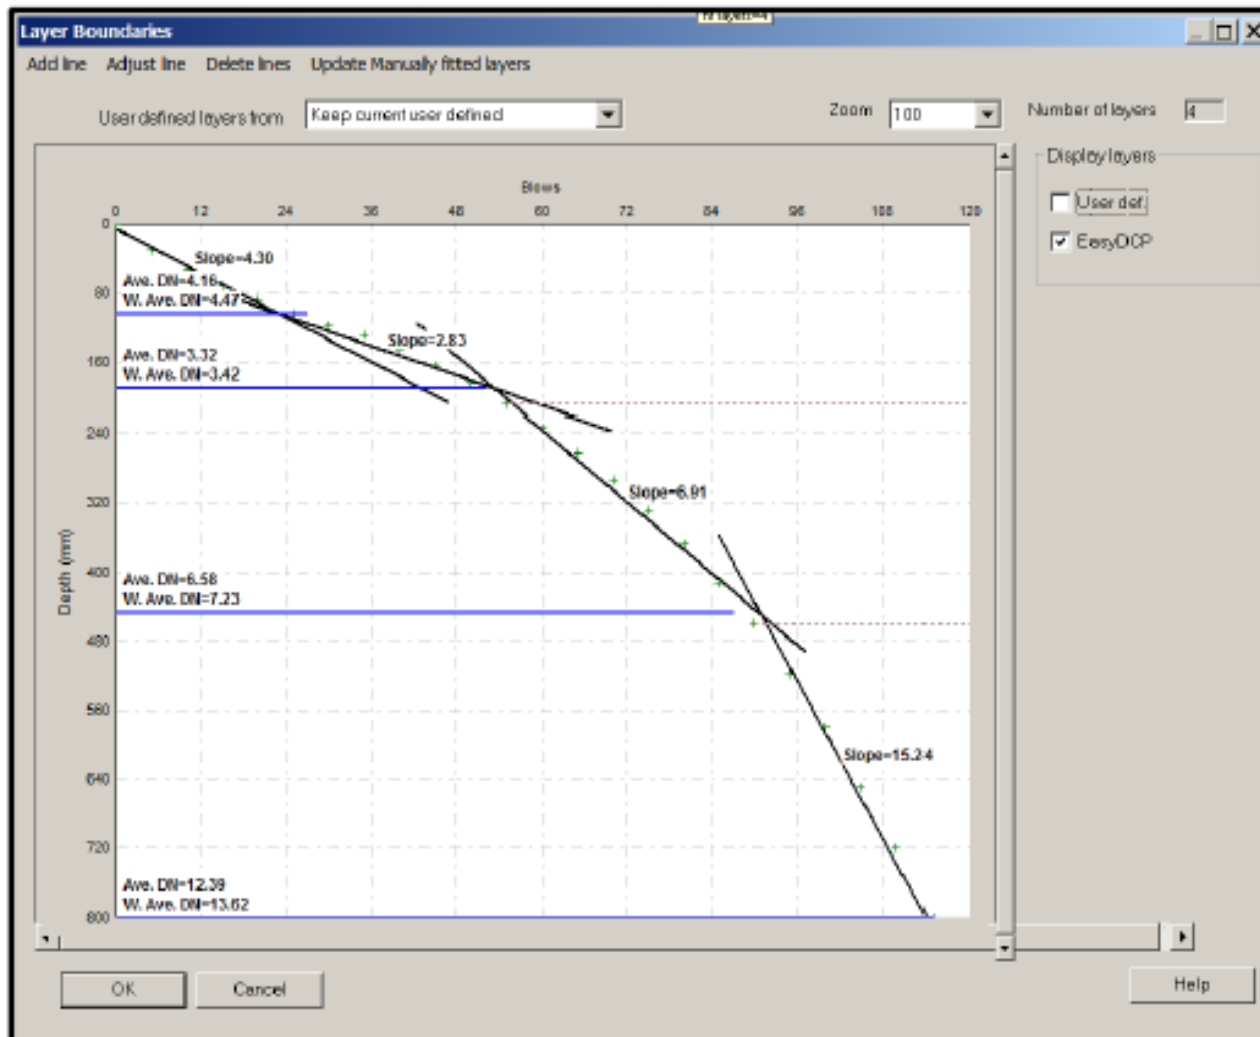 Layer Boundaries
Add line Adjust line Delete lines Update Manually fitted layers
User defined layers from Keep current user defined Zoom 100 Number of layers 4
Display layers
User def.
EasyDCP
Blows
0 12 24 36 48 60 72 84 96 108 120
0
Slope=4.30
Ave. DN=4.16
80
W. Ave. DN=4.47
Slope=2.83
Ave. DN=3.32
160
W. Ave. DN=3.42
240
Slope=6.91
320
Depth (mm)
400
Ave. DN=6.58
W. Ave. DN=7.23
480
560
Slope=15.24
640
720
Ave. DN=12.39
W. Ave. DN=13.62
800
OK Cancel Help